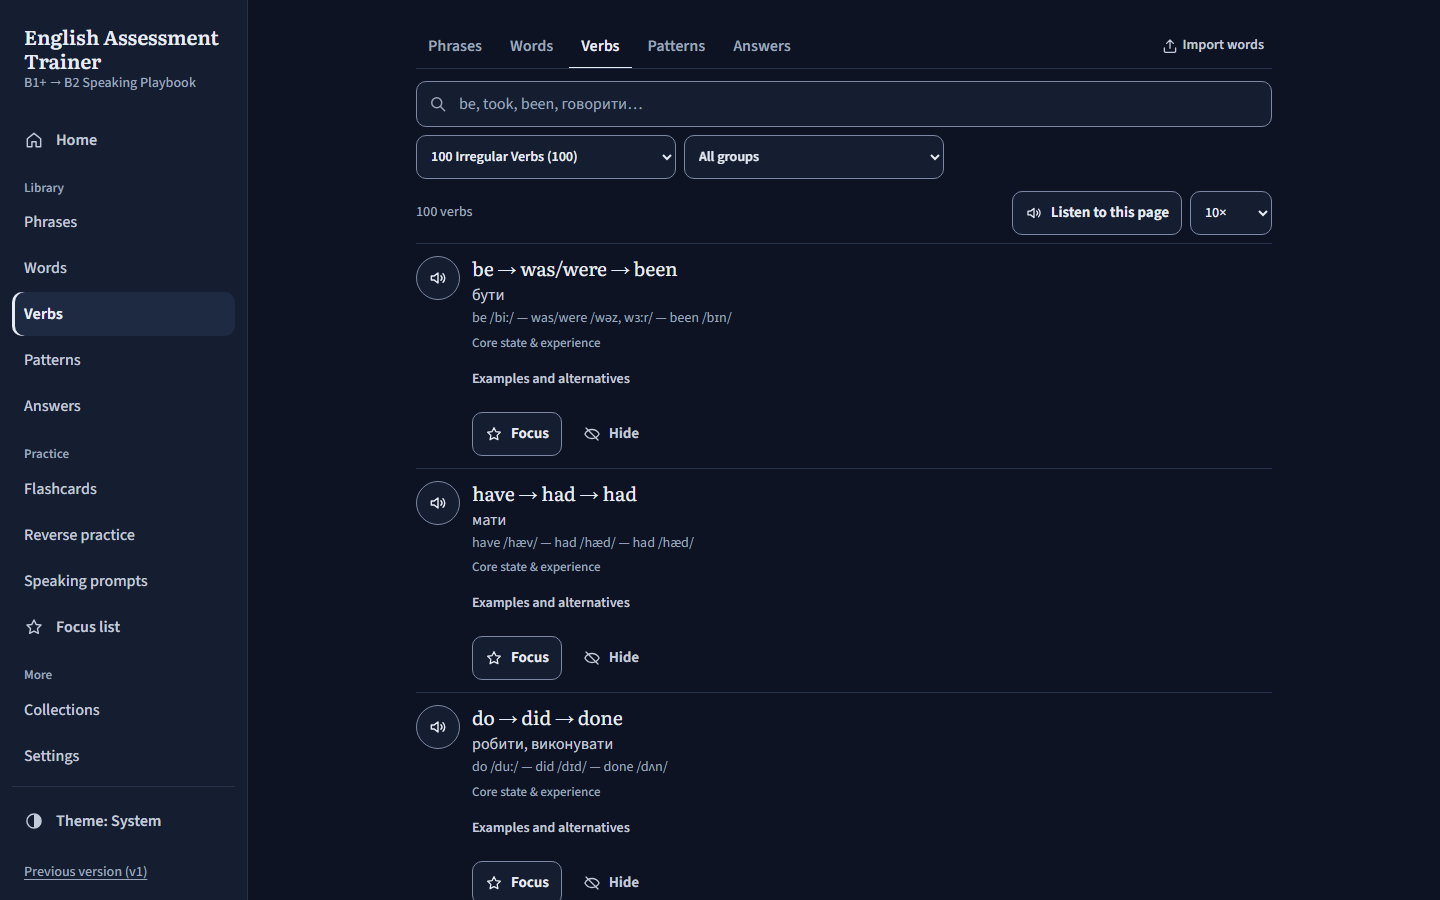 English Assessment
Trainer
B1+ → B2 Speaking Playbook
Home
Library
Phrases
Words
Verbs
Patterns
Answers
Practice
Flashcards
Reverse practice
Speaking prompts
Focus list
More
Collections
Settings
Theme: System
Previous version (v1)
Phrases Words Verbs Patterns Answers Import words
be, took, been, говорити…
100 Irregular Verbs (100) All groups
100 verbs Listen to this page 10×
be → was/were → been
бути
be /biː/ — was/were /wəz, wɜːr/ — been /bɪn/
Core state & experience
Examples and alternatives
Focus Hide
have → had → had
мати
have /hæv/ — had /hæd/ — had /hæd/
Core state & experience
Examples and alternatives
Focus Hide
do → did → done
робити, виконувати
do /duː/ — did /dɪd/ — done /dʌn/
Core state & experience
Examples and alternatives
Focus Hide